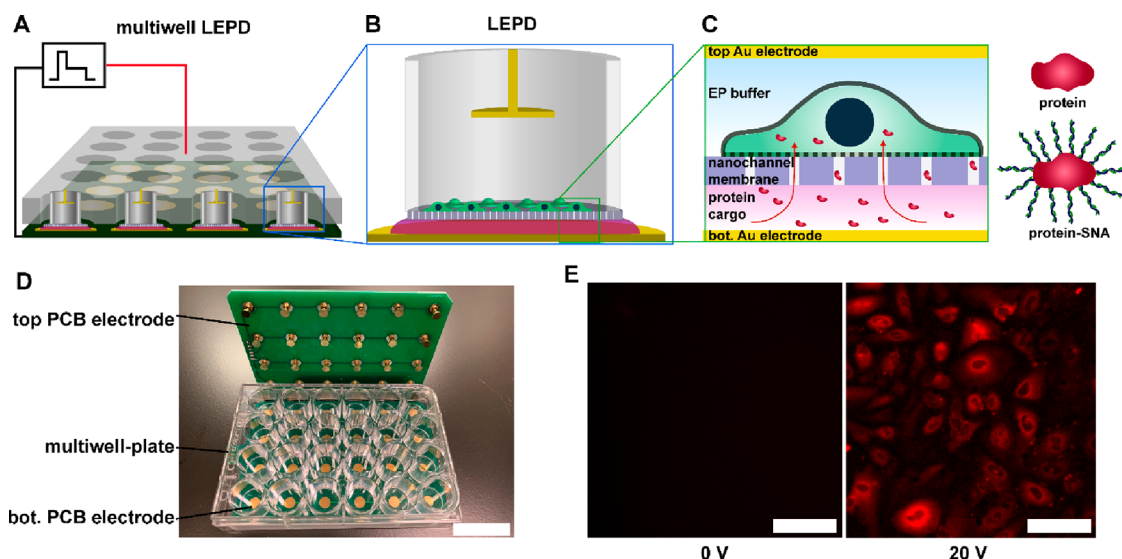 A
multiwell LEPD
B
LEPD
C
top Au electrode
EP buffer
nanochannel
membrane
protein
cargo
bot. Au electrode
protein
protein-SNA
D
top PCB electrode
multiwell-plate
bot. PCB electrode
E
0 V
20 V